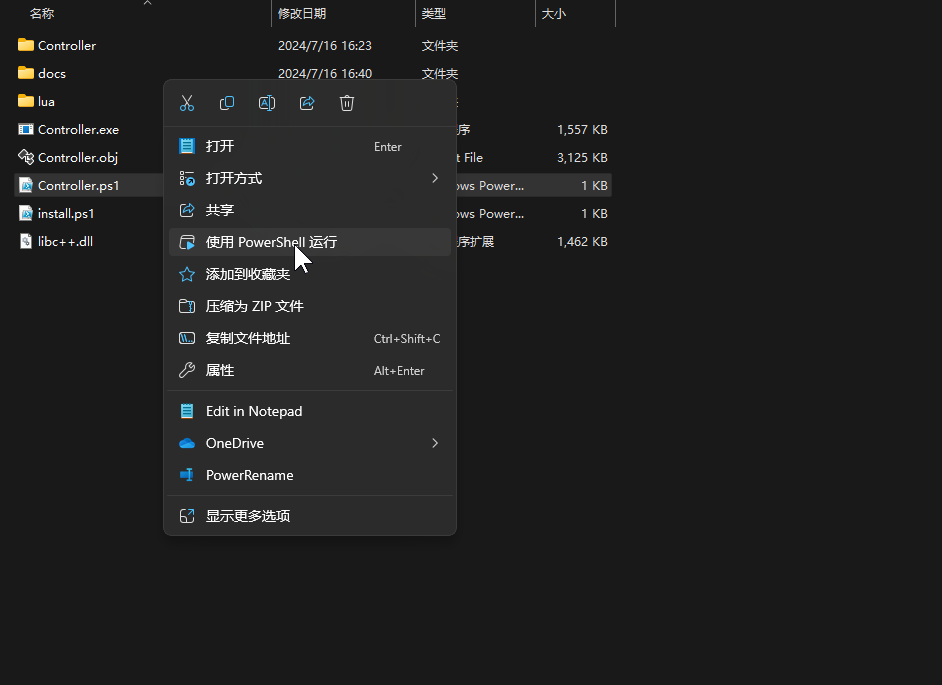 名称 修改日期 类型 大小
Controller 2024/7/16 16:23 文件夹
docs 2024/7/16 16:40 文件夹
lua
Controller.exe 序 1,557 KB
Controller.obj t File 3,125 KB
Controller.ps1 ows Power... 1 KB
install.ps1 ows Power... 1 KB
libc++.dll 序扩展 1,462 KB
打开 Enter
打开方式
共享
使用 PowerShell 运行
添加到收藏夹
压缩为 ZIP 文件
复制文件地址 Ctrl+Shift+C
属性 Alt+Enter
Edit in Notepad
OneDrive
PowerRename
显示更多选项